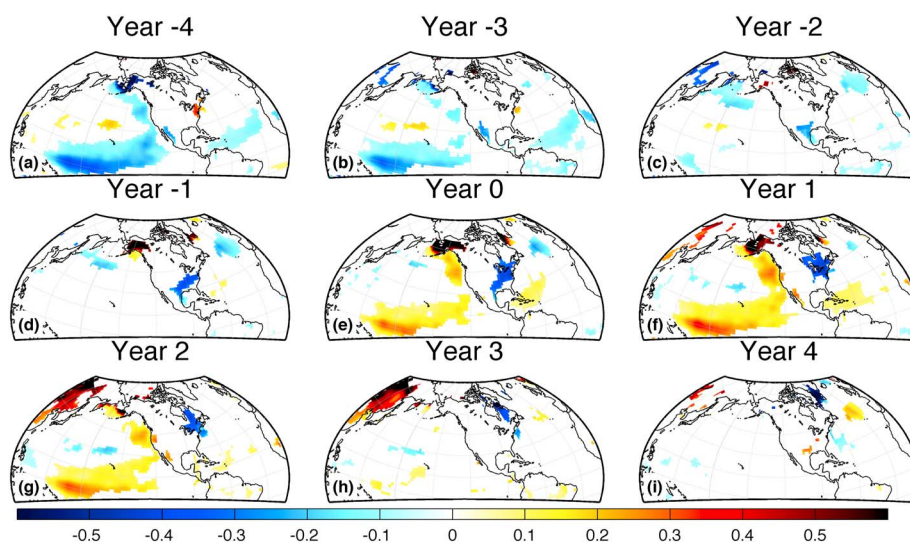 Year -4 Year -3 Year -2
(a) (b) (c)
Year -1 Year 0 Year 1
(d) (e) (f)
Year 2 Year 3 Year 4
(g) (h) (i)
-0.5 -0.4 -0.3 -0.2 -0.1 0 0.1 0.2 0.3 0.4 0.5